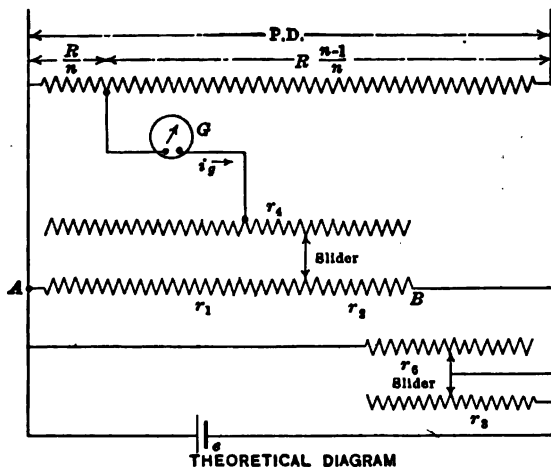 P.D.
R/n
R n-1/n
G
i_g
r_4
Slider
A
B
r_1
r_2
r_6
Slider
r_3
e
THEORETICAL DIAGRAM